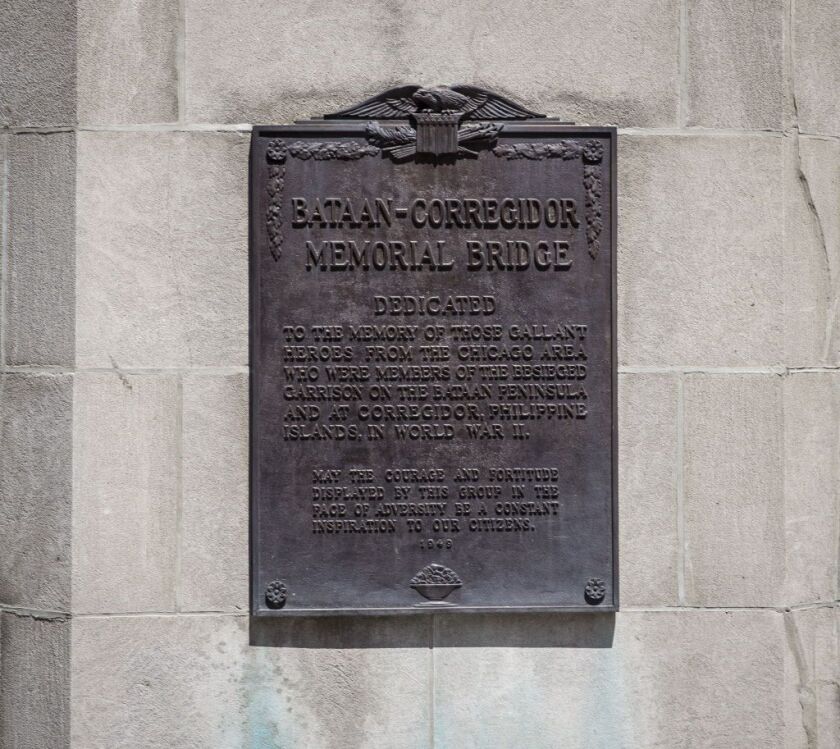 BATAAN-CORREGIDOR
MEMORIAL BRIDGE
DEDICATED
TO THE MEMORY OF THOSE GALLANT
HEROES FROM THE CHICAGO AREA
WHO WERE MEMBERS OF THE BESIEGED
GARRISON ON THE BATAAN PENINSULA
AND AT CORREGIDOR, PHILIPPINE
ISLANDS, IN WORLD WAR II.
MAY THE COURAGE AND FORTITUDE
DISPLAYED BY THIS GROUP IN THE
FACE OF ADVERSITY BE A CONSTANT
INSPIRATION TO OUR CITIZENS.
1949